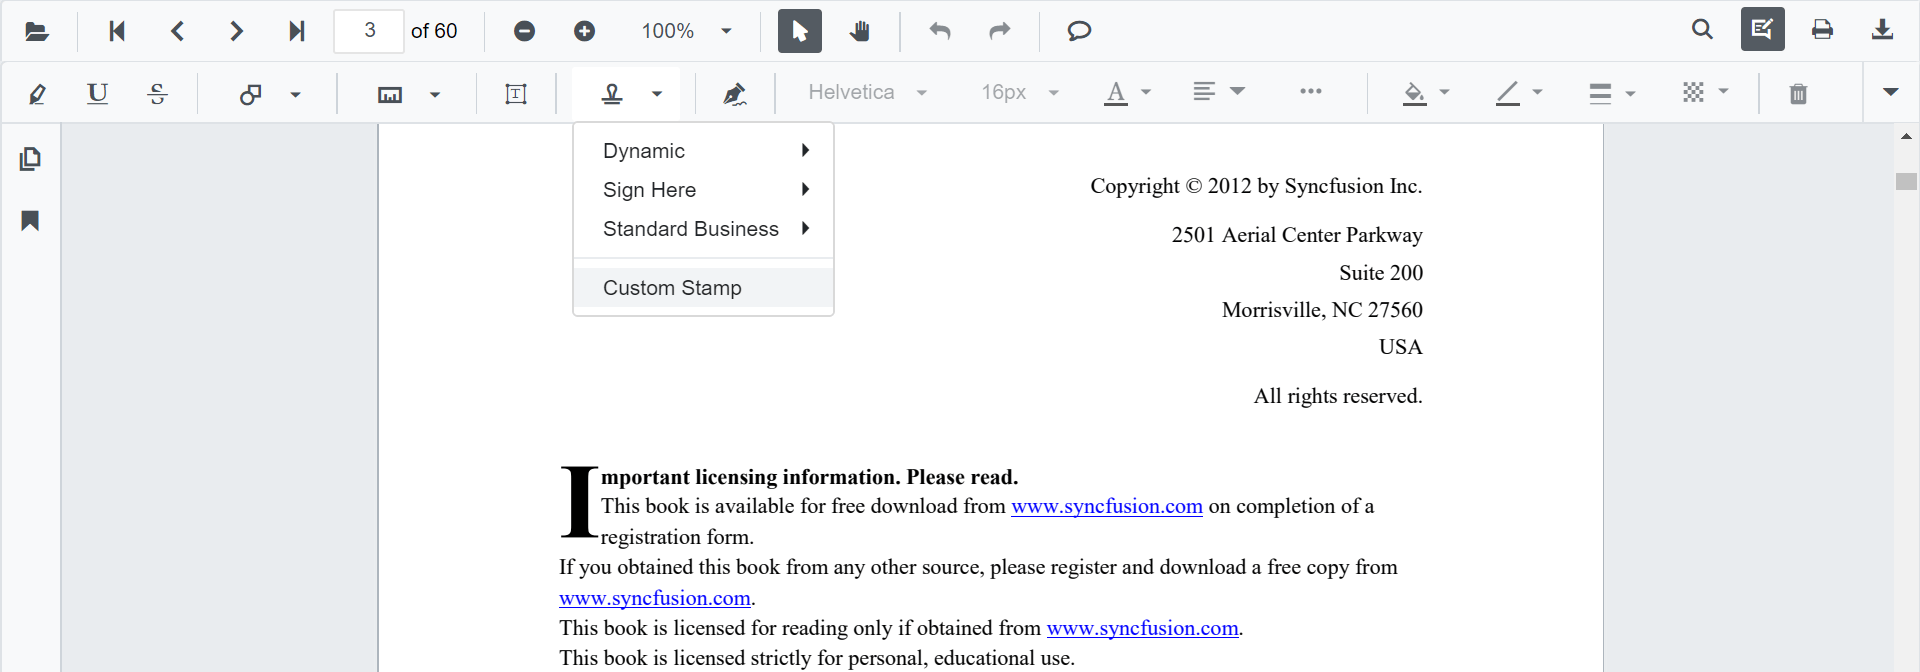 3 of 60 100%
Helvetica 16px
Dynamic
Sign Here
Standard Business
Custom Stamp
Copyright © 2012 by Syncfusion Inc.
2501 Aerial Center Parkway
Suite 200
Morrisville, NC 27560
USA
All rights reserved.
Important licensing information. Please read.
This book is available for free download from www.syncfusion.com on completion of a
registration form.
If you obtained this book from any other source, please register and download a free copy from
www.syncfusion.com.
This book is licensed for reading only if obtained from www.syncfusion.com.
This book is licensed strictly for personal, educational use.